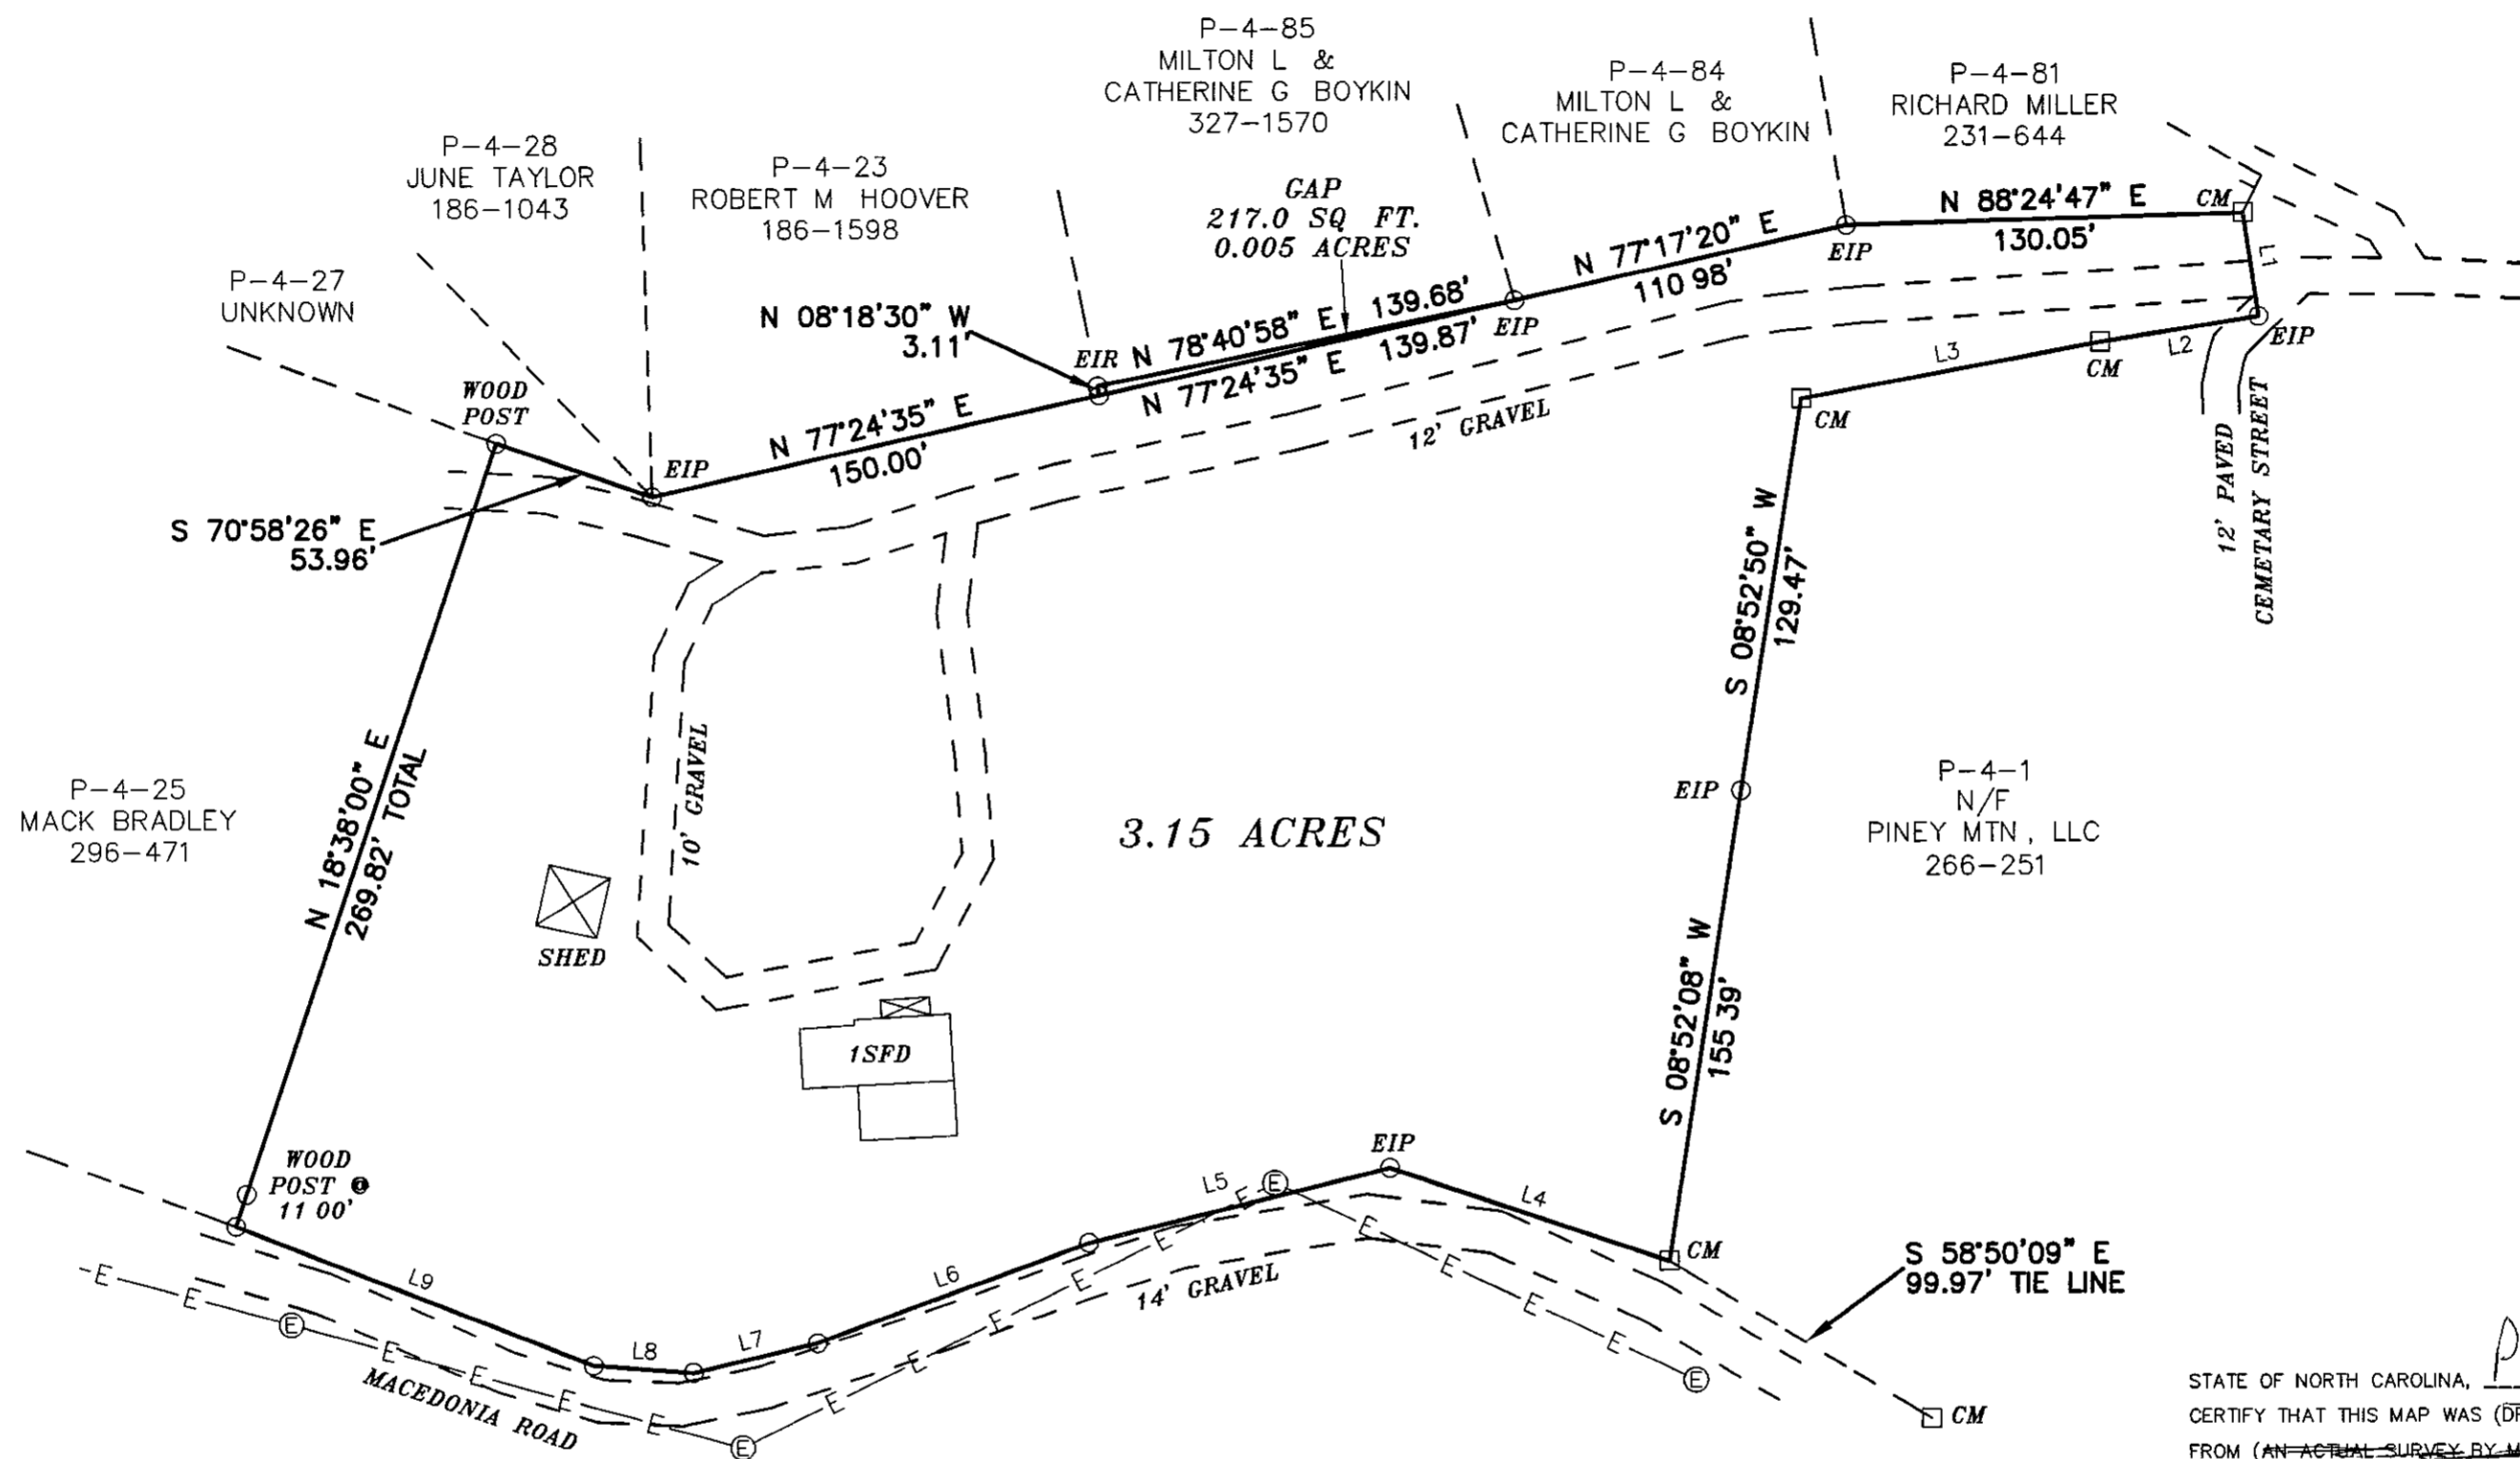 P-4-85
MILTON L &
CATHERINE G BOYKIN
327-1570
P-4-84
MILTON L &
CATHERINE G BOYKIN
P-4-81
RICHARD MILLER
231-644
P-4-28
JUNE TAYLOR
186-1043
P-4-23
ROBERT M HOOVER
186-1598
GAP
217.0 SQ FT.
0.005 ACRES
P-4-27
UNKNOWN
N 88°24'47" E
130.05'
CM
EIP
L1
N 77°17'20" E
110 98'
EIP
N 08°18'30" W
3.11'
EIR
N 78°40'58" E 139.68'
N 77°24'35" E 139.87'
EIP
L2
L3
CM
CM
12' GRAVEL
12' PAVED
CEMETARY STREET
WOOD
POST
EIP
N 77°24'35" E
150.00'
S 70°58'26" E
53.96'
S 08°52'50" W
129.47'
N 18°38'00" E
269.82' TOTAL
10' GRAVEL
P-4-25
MACK BRADLEY
296-471
EIP
P-4-1
N/F
PINEY MTN, LLC
266-251
3.15 ACRES
SHED
1SFD
S 08°52'08" W
155 39'
WOOD
POST @
11 00'
EIP
L5
L4
CM
S 58°50'09" E
99.97' TIE LINE
L9
L6
L7
L8
14' GRAVEL
E E E E E E E E E
E E E E E E E E
E E E E E
MACEDONIA ROAD
CM
STATE OF NORTH CAROLINA,
CERTIFY THAT THIS MAP WAS
FROM (AN ACTUAL SURVEY BY